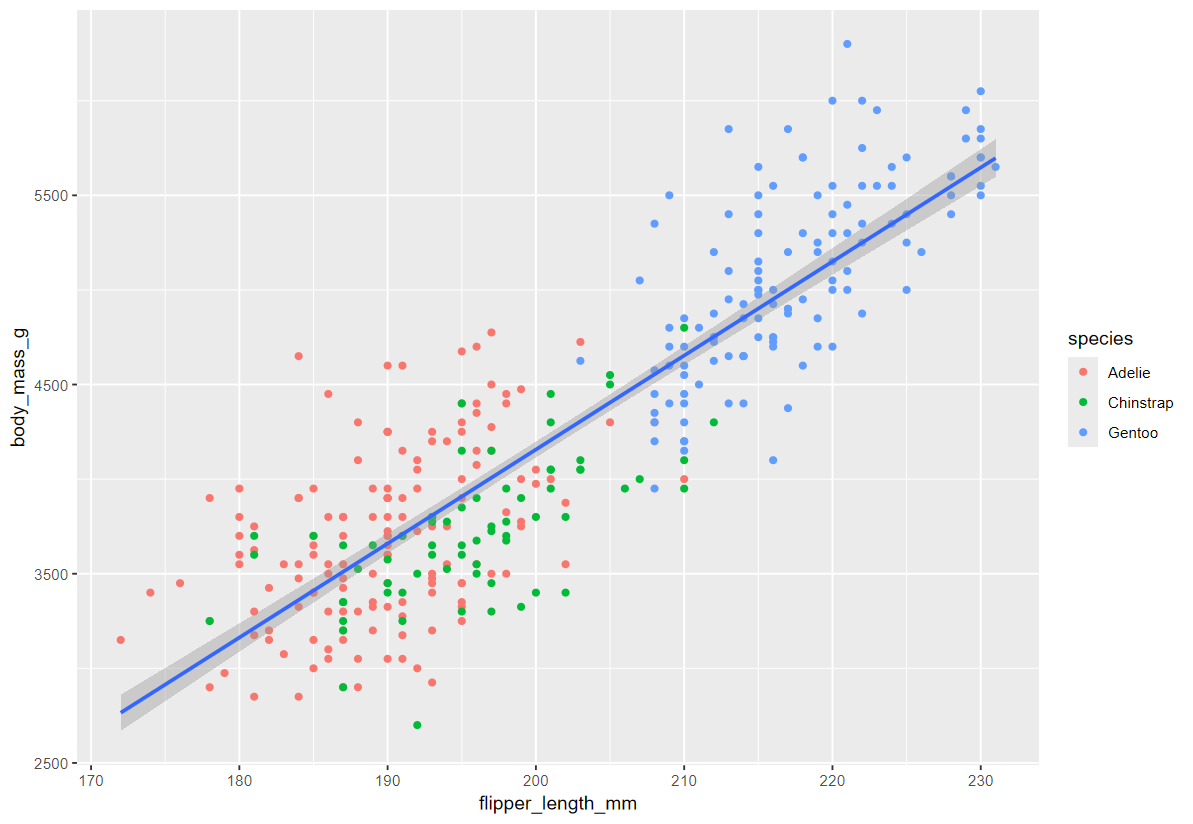 5500
4500
3500
2500
170 180 190 200 210 220 230
flipper_length_mm
body_mass_g
species
Adelie
Chinstrap
Gentoo